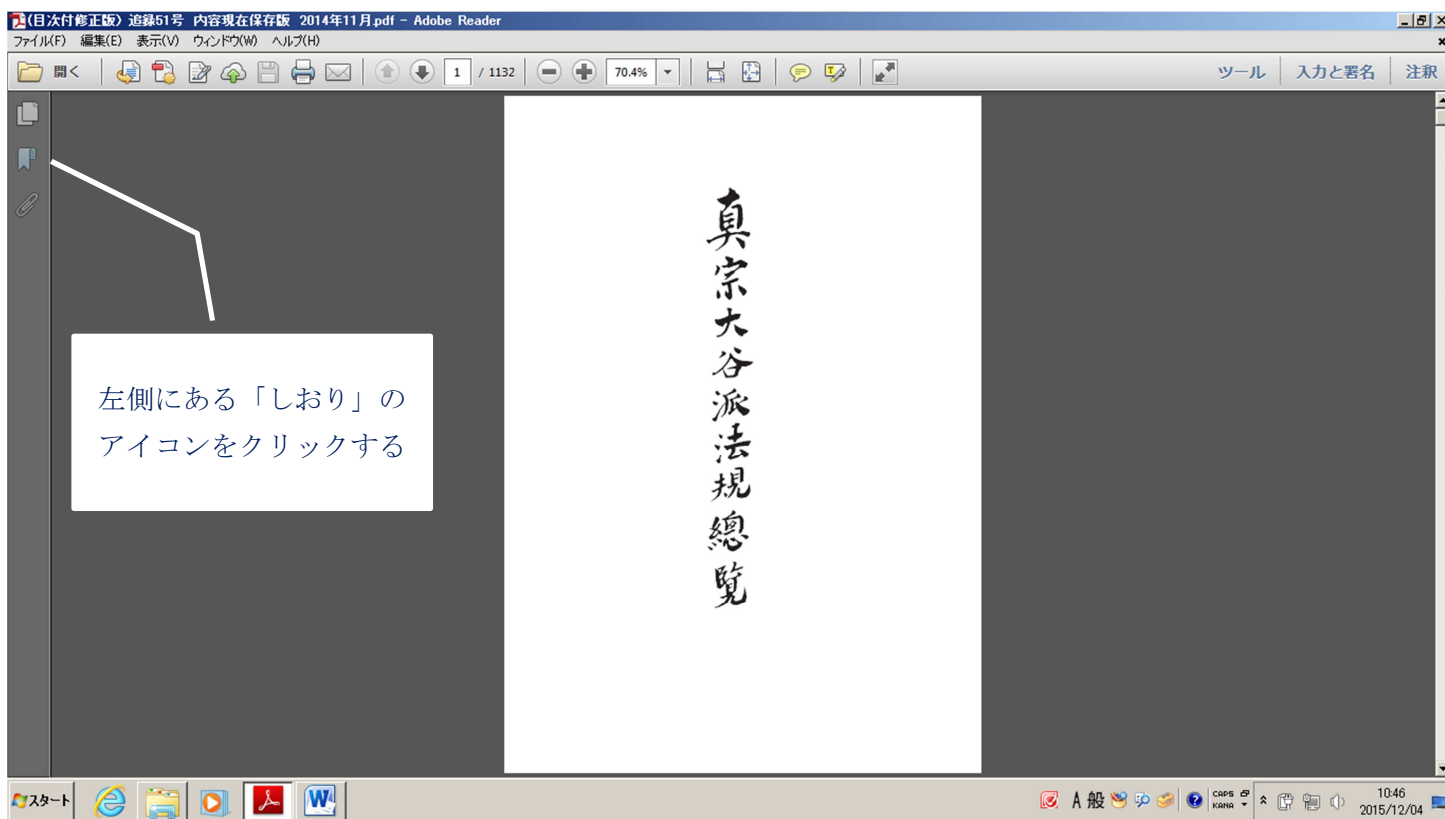 (目次付修正版) 追録51号 内容現在保存版 2014年11月.pdf - Adobe Reader
ファイル(F) 編集(E) 表示(V) ウィンドウ(W) ヘルプ(H)
開く 1 / 1132 70.4% ツール 入力と署名 注釈
真宗大谷派法規總覽
左側にある「しおり」の
アイコンをクリックする
スタート A 般 CAPS KANA 10:46
2015/12/04